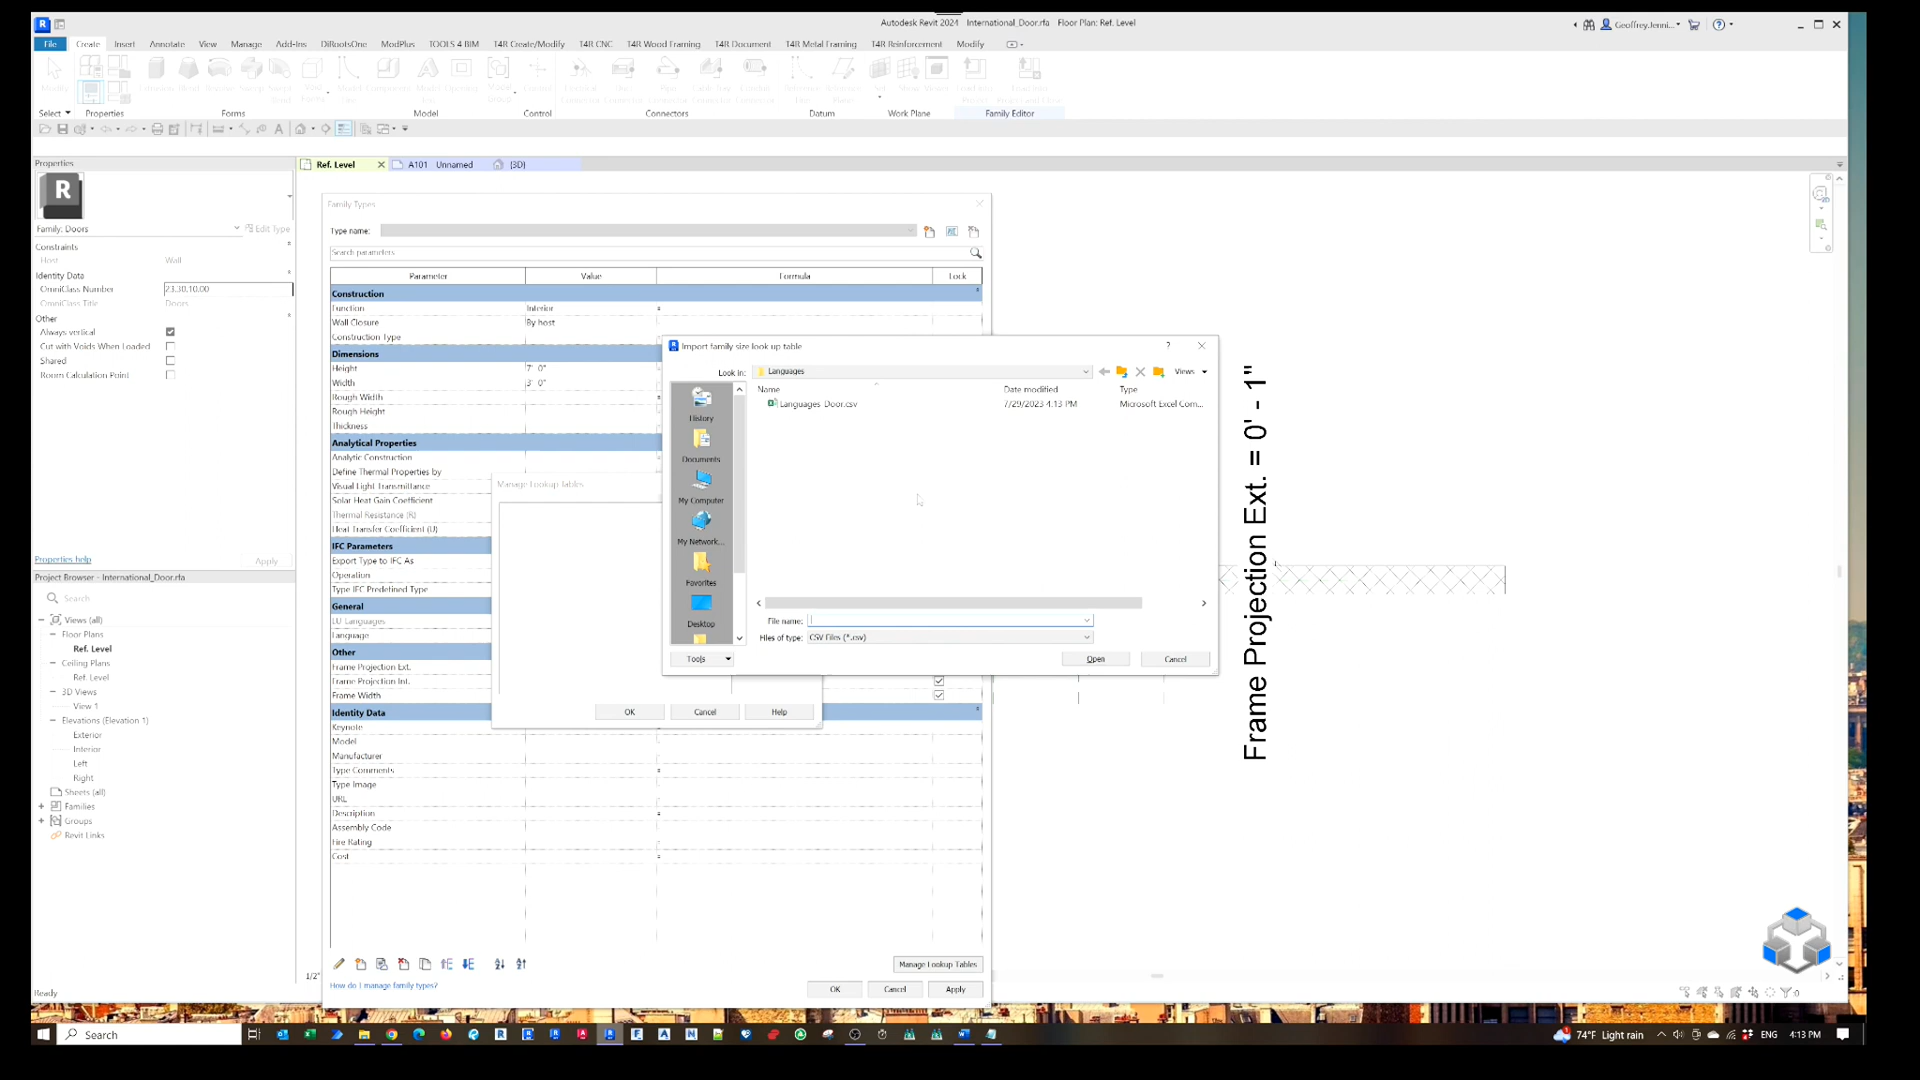 Autodesk Revit 2024 International_Door.rfa Floor Plan: Ref. Level
Geoffrey.Jenni...
File Create Insert Annotate View Manage Add-Ins DiRootsOne ModPlus TOOLS 4 BIM T4R Create/Modify T4R CNC T4R Wood Framing T4R Document T4R Metal Framing T4R Reinforcement Modify
Select Properties Forms Model Control Connectors Datum Work Plane Family Editor
Properties
Ref. Level A101 Unnamed {3D}
R
Family: Doors Edit Type
Constraints
Host Wall
Identity Data
OmniClass Number 23.30.10.00
OmniClass Title Doors
Other
Always vertical
Cut with Voids When Loaded
Shared
Room Calculation Point
Properties help Apply
Project Browser - International_Door.rfa
Search
Views (all)
Floor Plans
Ref. Level
Ceiling Plans
Ref. Level
3D Views
View 1
Elevations (Elevation 1)
Exterior
Interior
Left
Right
Sheets (all)
Families
Groups
Revit Links
Family Types
Type name:
Search parameters
Parameter Value Formula Lock
Construction
Function Interior =
Wall Closure By host
Construction Type
Dimensions
Height 7' 0"
Width 3' 0"
Rough Width
Rough Height
Thickness
Analytical Properties
Analytic Construction
Define Thermal Properties by
Visual Light Transmittance
Solar Heat Gain Coefficient
Thermal Resistance (R)
Heat Transfer Coefficient (U)
IFC Parameters
Export Type to IFC As
Operation
Type IFC Predefined Type
General
LU Languages
Language
Other
Frame Projection Ext.
Frame Projection Int.
Frame Width
Identity Data
Keynote
Model
Manufacturer
Type Comments =
Type Image
URL
Description =
Assembly Code
Fire Rating
Cost =
Manage Lookup Tables
How do I manage family types?
OK Cancel Apply
Manage Lookup Tables
OK Cancel Help
Import family size look up table
? ×
Look in: Languages Views
Name Date modified Type
Languages Door.csv 7/29/2023 4:13 PM Microsoft Excel Com...
History
Documents
My Computer
My Network...
Favorites
Desktop
File name:
Files of type: CSV Files (*.csv)
Tools Open Cancel
Frame Projection Ext. = 0' - 1"
1/2"
Ready
:0
Search
74°F Light rain ENG 4:13 PM